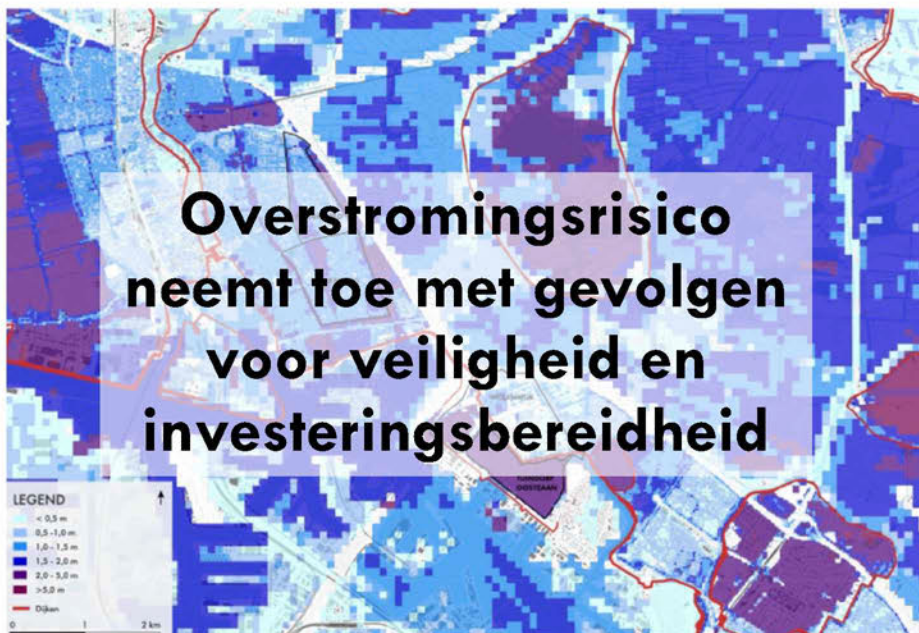 Overstromingsrisico
neemt toe met gevolgen
voor veiligheid en
investeringsbereidheid
OOSTZAAN
LEGEND
< 0,5 m
0,5 -1,0 m
1,0 - 1,5 m
1,5 - 2,0 m
2,0 - 5,0 m
>5,0 m
Dijken
0 1 2 km